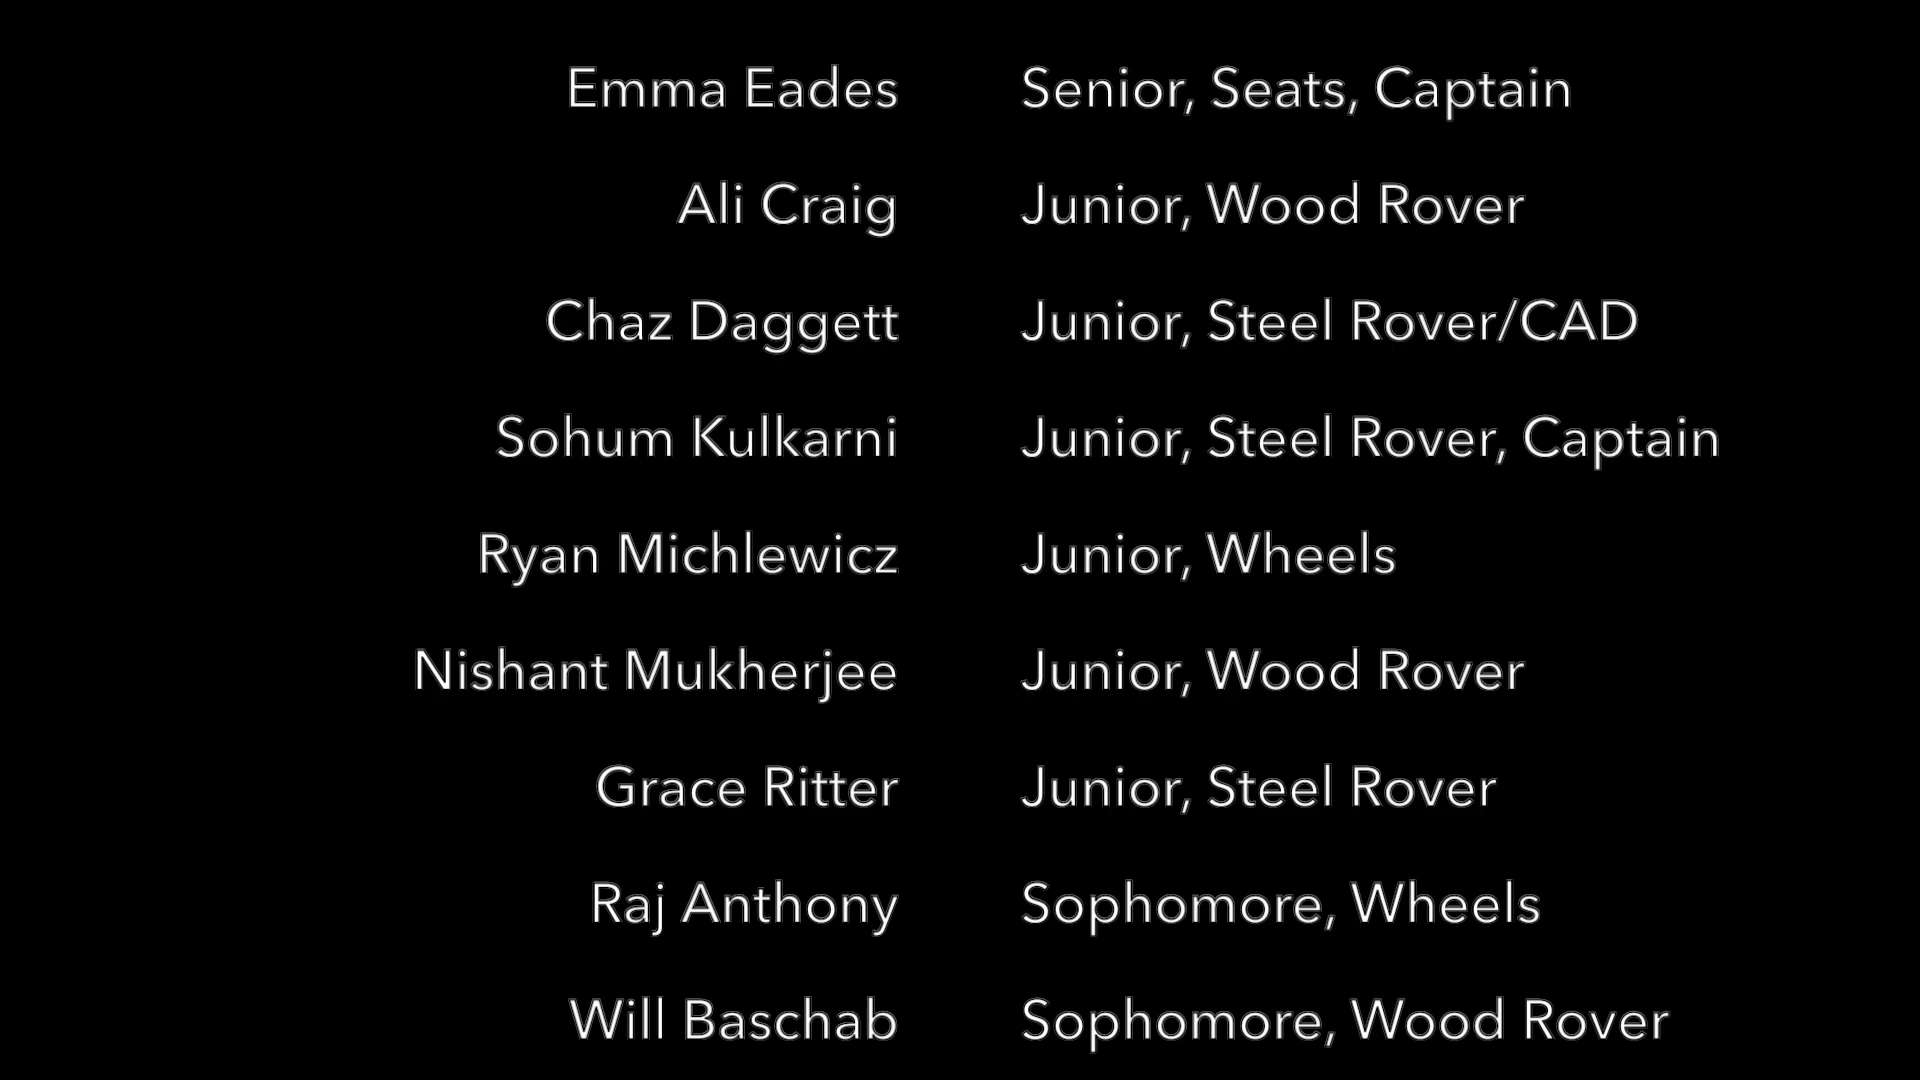 Emma Eades Senior, Seats, Captain
Ali Craig Junior, Wood Rover
Chaz Daggett Junior, Steel Rover/CAD
Sohum Kulkarni Junior, Steel Rover, Captain
Ryan Michlewicz Junior, Wheels
Nishant Mukherjee Junior, Wood Rover
Grace Ritter Junior, Steel Rover
Raj Anthony Sophomore, Wheels
Will Baschab Sophomore, Wood Rover